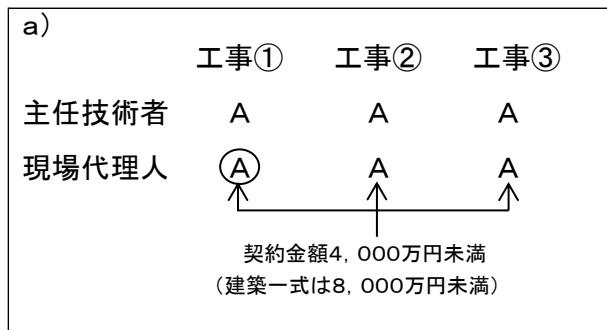 a）
工事① 工事② 工事③
主任技術者 A A A
現場代理人 A A A
契約金額4，000万円未満
（建築一式は8，000万円未満）